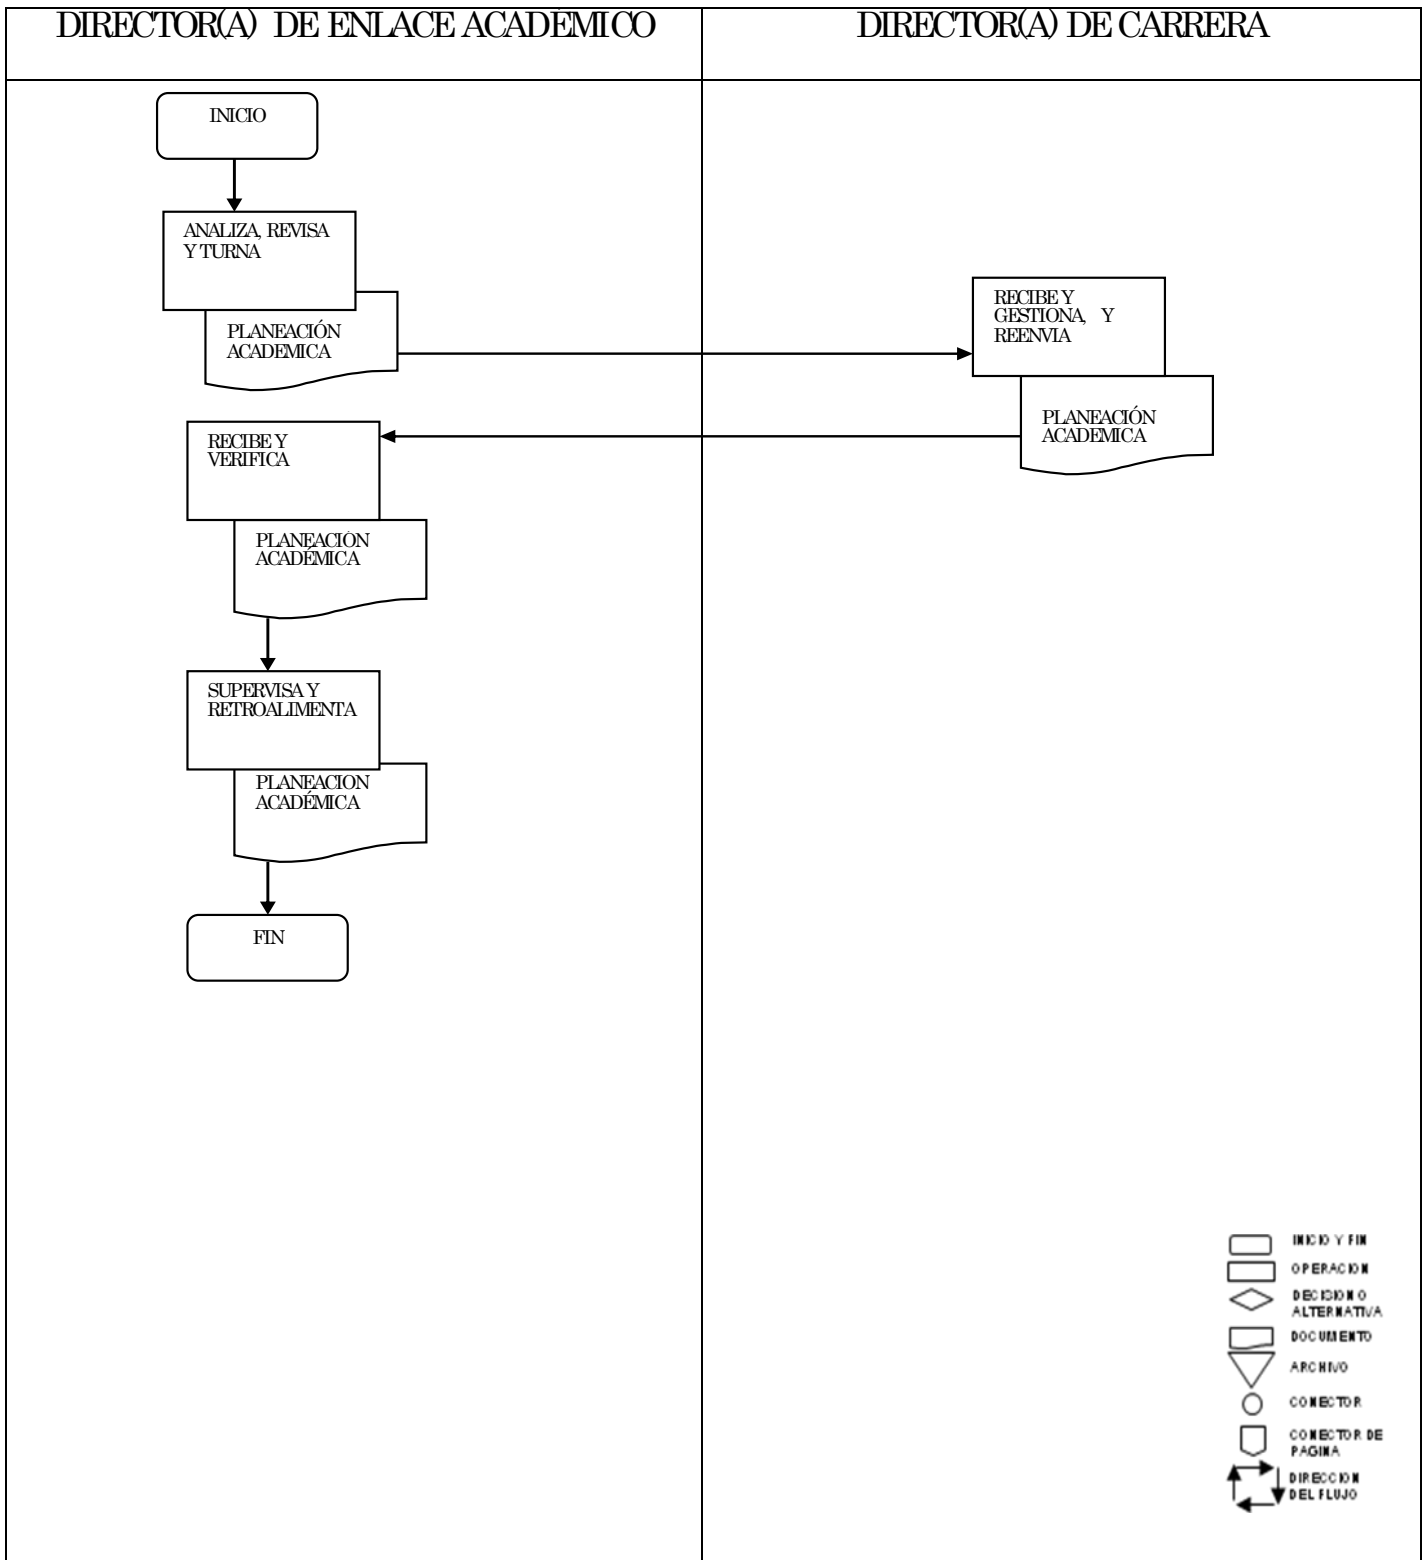 DIRECTOR(A) DE ENLACE ACADÉMICO
DIRECTOR(A) DE CARRERA
INICIO
ANALIZA, REVISA
Y TURNA
PLANEACIÓN
ACADEMICA
RECIBE Y
GESTIONA, Y
REENVIA
PLANEACIÓN
ACADEMICA
RECIBE Y
VERIFICA
PLANEACIÓN
ACADÉMICA
SUPERVISA Y
RETROALIMENTA
PLANEACION
ACADÉMICA
FIN
INICIO Y FIN
OPERACION
DECISION O
ALTERNATIVA
DOCUMENTO
ARCHIVO
CONECTOR
CONECTOR DE
PAGINA
DIRECCION
DEL FLUJO